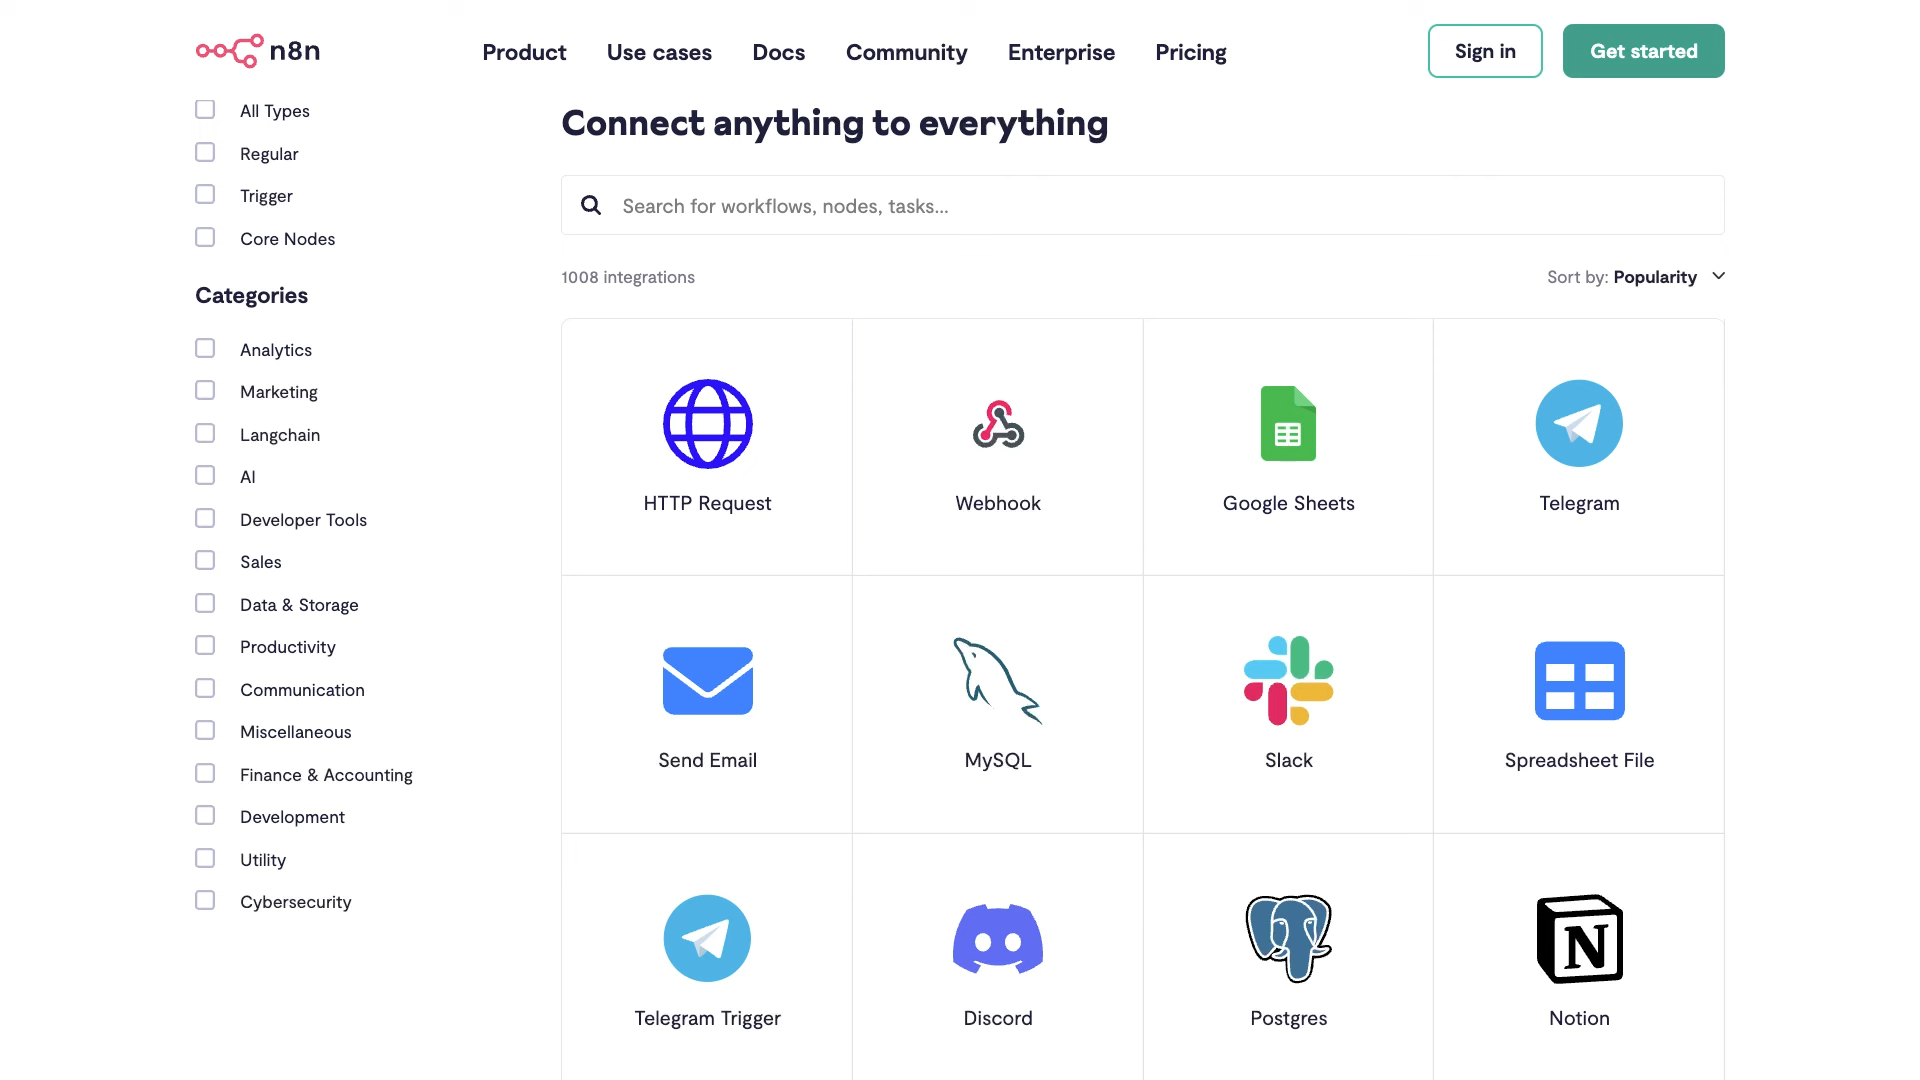 n8n
Product Use cases Docs Community Enterprise Pricing
Sign in
Get started
All Types
Regular
Trigger
Core Nodes
Categories
Analytics
Marketing
Langchain
AI
Developer Tools
Sales
Data & Storage
Productivity
Communication
Miscellaneous
Finance & Accounting
Development
Utility
Cybersecurity
Connect anything to everything
Search for workflows, nodes, tasks...
1008 integrations
Sort by: Popularity
HTTP Request
Webhook
Google Sheets
Telegram
Send Email
MySQL
Slack
Spreadsheet File
Telegram Trigger
Discord
Postgres
N
Notion